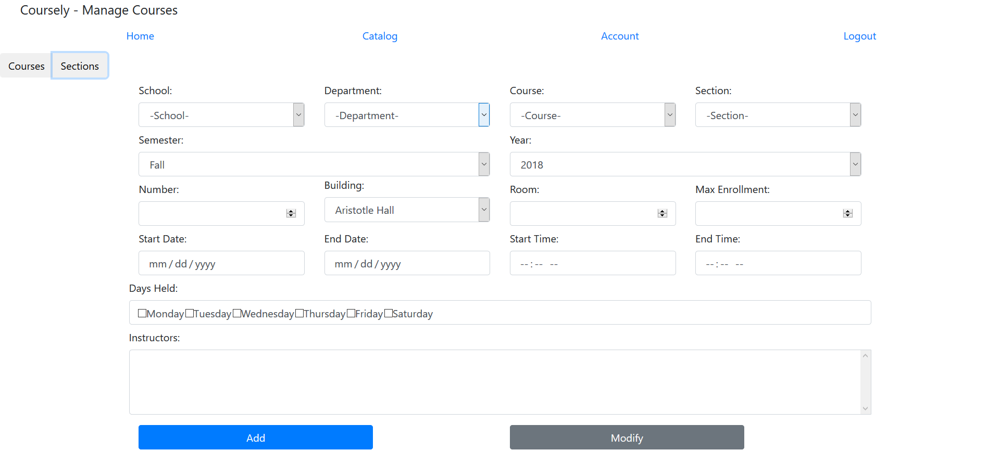 Coursely - Manage Courses
Home Catalog Account Logout
Courses Sections
School: Department: Course: Section:
-School- -Department- -Course- -Section-
Semester: Year:
Fall 2018
Number: Building: Room: Max Enrollment:
Aristotle Hall
Start Date: End Date: Start Time: End Time:
mm/dd/yyyy mm/dd/yyyy --:-- -- --:-- --
Days Held:
Monday Tuesday Wednesday Thursday Friday Saturday
Instructors:
Add Modify